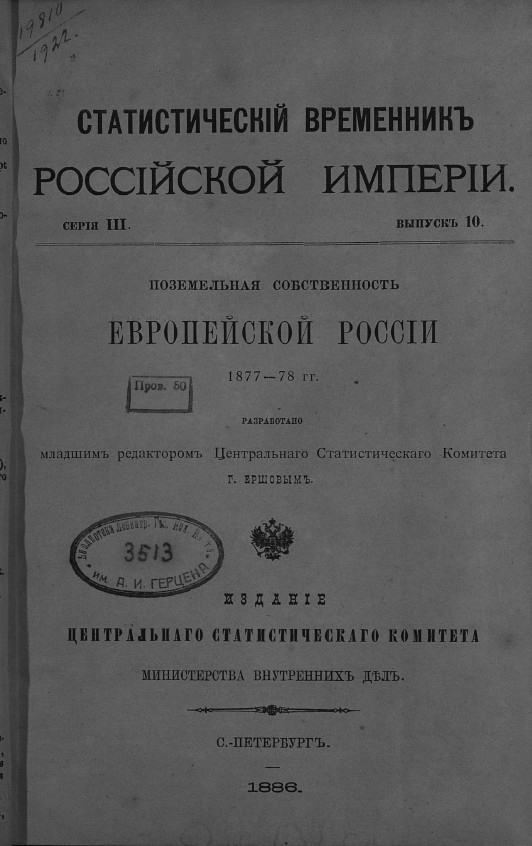 19810
1922.
СТАТИСТИЧЕСКІЙ ВРЕМЕННИКЪ
РОССІЙСКОЙ ИМПЕРІИ.
СЕРІЯ III. ВЫПУСКЪ 10.
ПОЗЕМЕЛЬНАЯ СОБСТВЕННОСТЬ
ЕВРОПЕЙСКОЙ РОССІИ
1877—78 гг.
Пров. 50
РАЗРАБОТАНО
младшимъ редакторомъ Центральнаго Статистическаго Комитета
Г. ЕРШОВЫМЪ.
Библиотека
3513
им. А. И. ГЕРЦЕНА
ИЗДАНІЕ
ЦЕНТРАЛЬНАГО СТАТИСТИЧЕСКАГО КОМИТЕТА
МИНИСТЕРСТВА ВНУТРЕННИХЪ ДѢЛЪ.
С.-ПЕТЕРБУРГЪ.
1886.